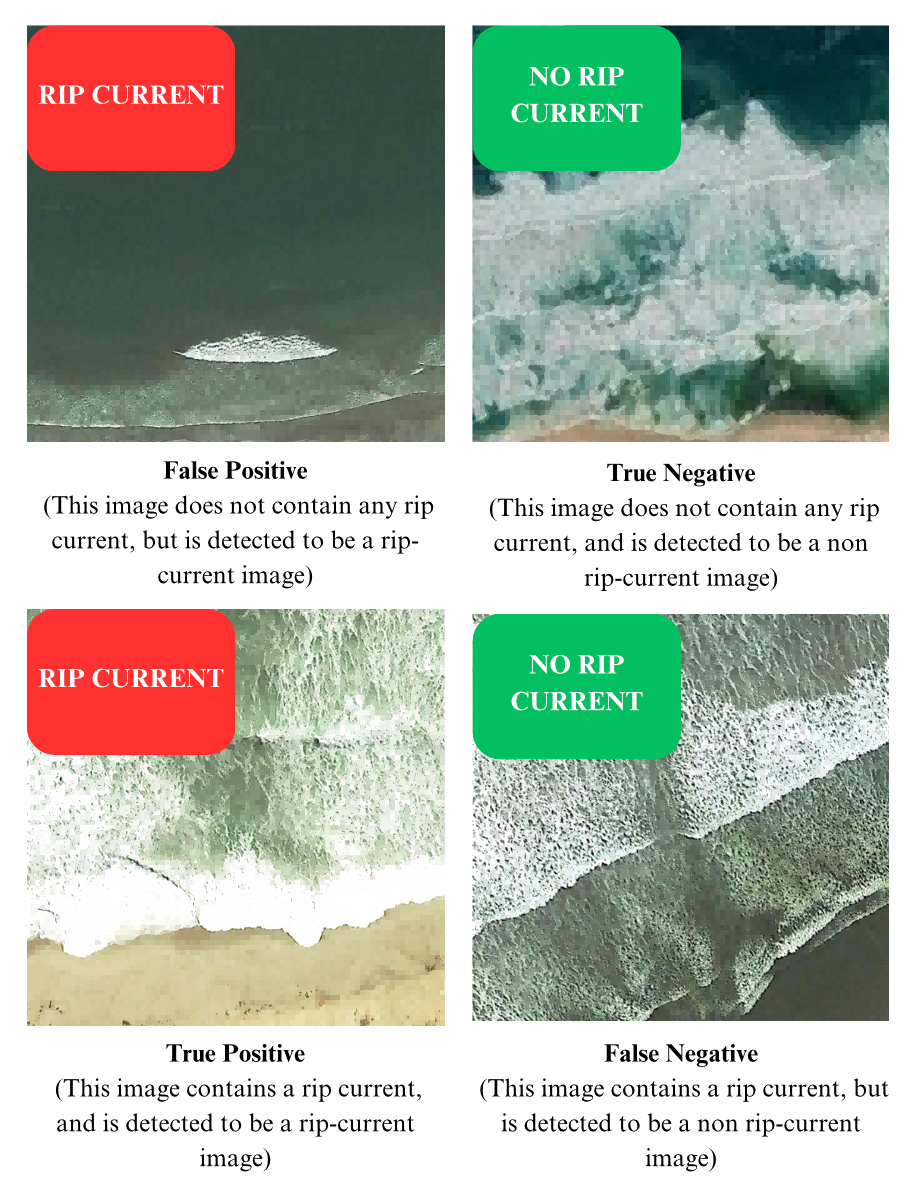 RIP CURRENT
NO RIP
CURRENT
False Positive
(This image does not contain any rip
current, but is detected to be a rip-
current image)
True Negative
(This image does not contain any rip
current, and is detected to be a non
rip-current image)
RIP CURRENT
NO RIP
CURRENT
True Positive
(This image contains a rip current,
and is detected to be a rip-current
image)
False Negative
(This image contains a rip current, but
is detected to be a non rip-current
image)